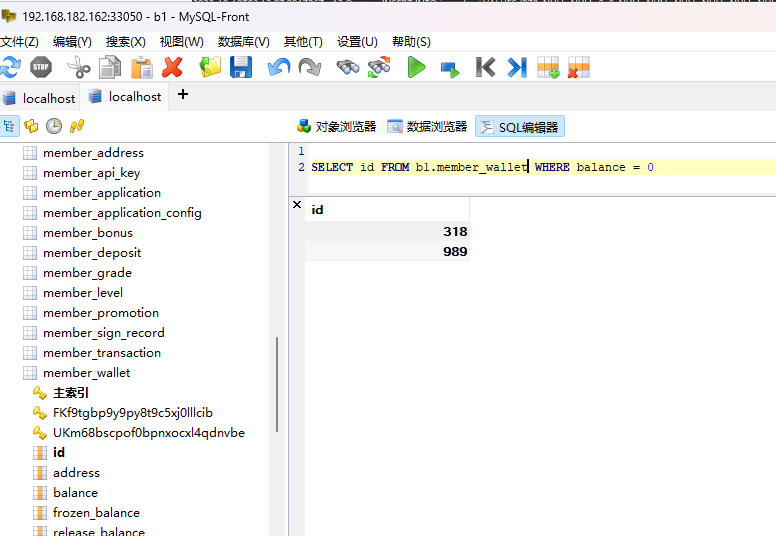 192.168.182.162:33050 - b1 - MySQL-Front
文件(Z) 编辑(Y) 搜索(X) 视图(W) 数据库(V) 其他(T) 设置(U) 帮助(S)
STOP
localhost localhost +
对象浏览器 数据浏览器 SQL编辑器
member_address
member_api_key
member_application
member_application_config
member_bonus
member_deposit
member_grade
member_level
member_promotion
member_sign_record
member_transaction
member_wallet
主索引
FKf9tgbp9y9py8t9c5xj0lllcib
UKm68bscpof0bpnxocxl4qdnvbe
id
address
balance
frozen_balance
release_balance
1
2 SELECT id FROM b1.member_wallet WHERE balance = 0
id
318
989